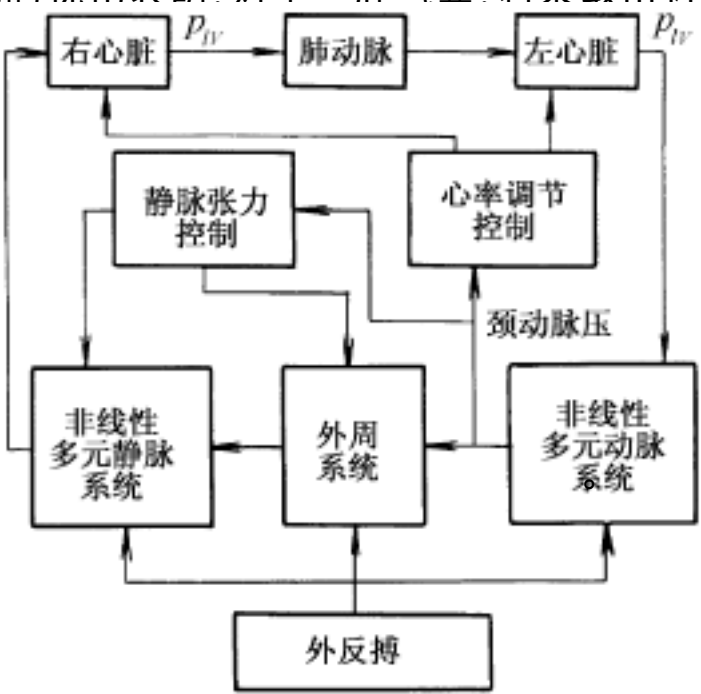 右心脏
p_IV
肺动脉
左心脏
p_IV
静脉张力
控制
心率调节
控制
颈动脉压
非线性
多元静脉
系统
外周
系统
非线性
多元动脉
系统
外反搏